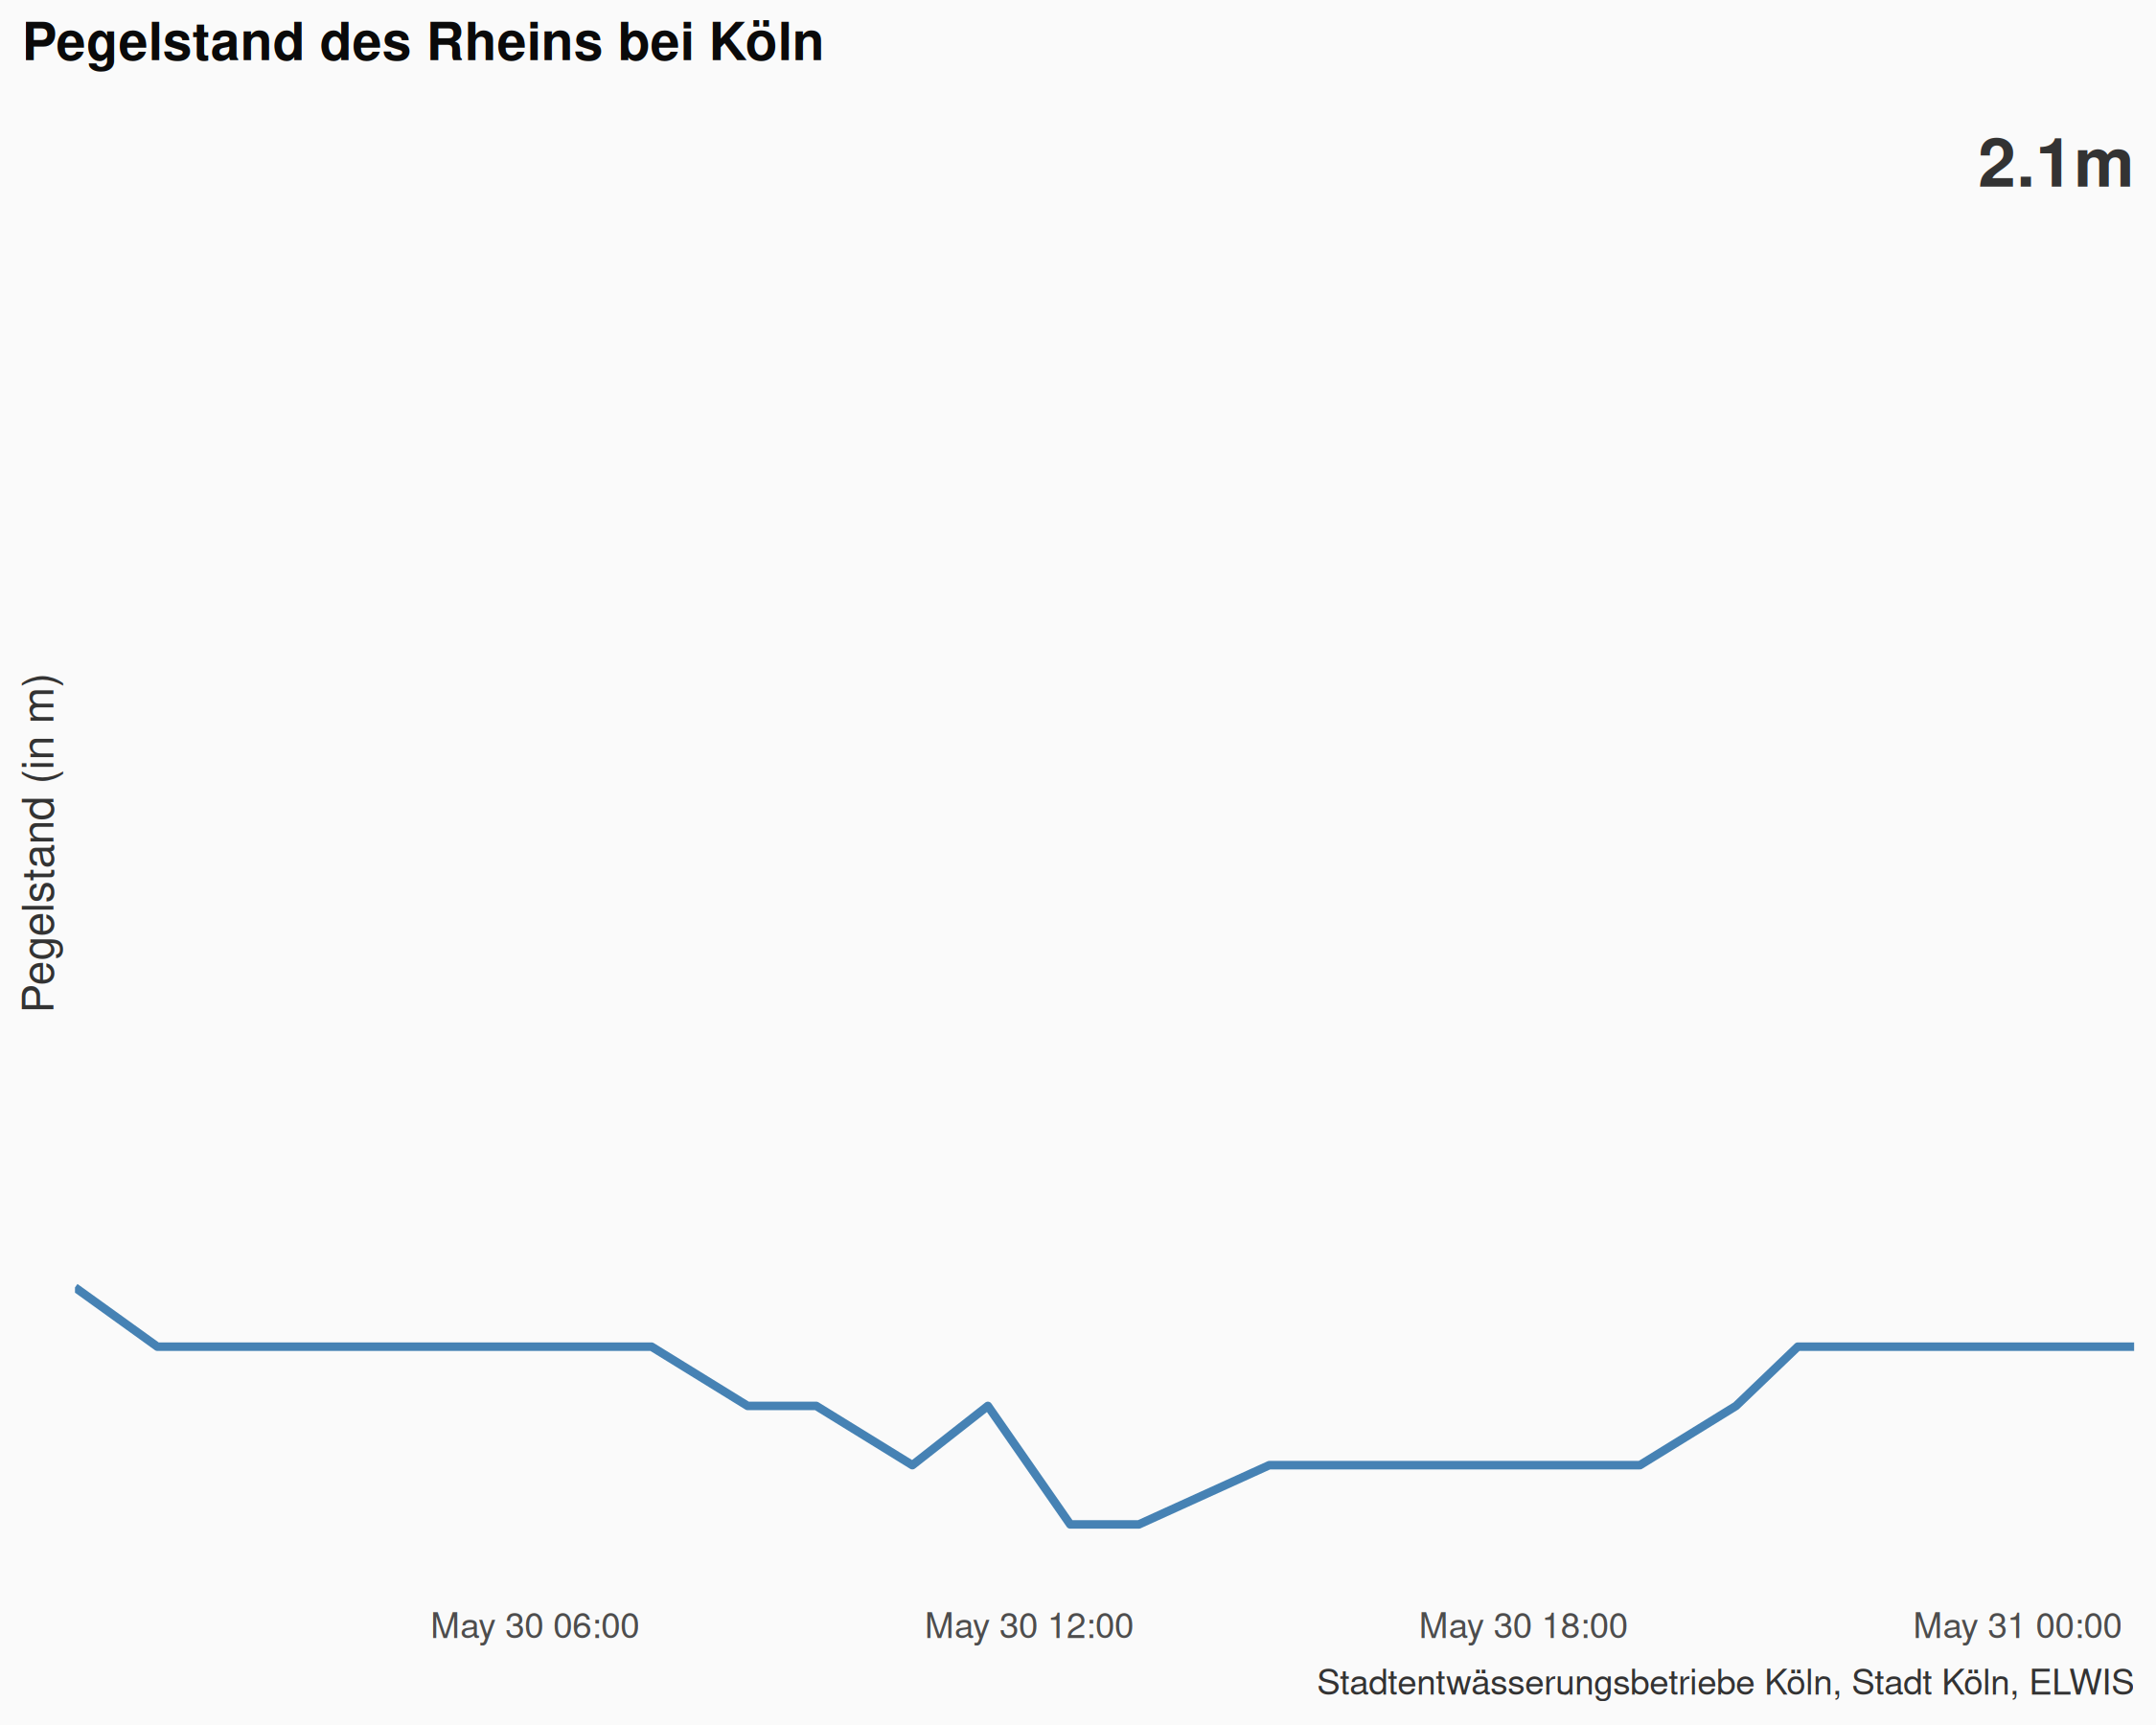 Pegelstand des Rheins bei Köln
2.1m
Pegelstand (in m)
May 30 06:00
May 30 12:00
May 30 18:00
May 31 00:00
Stadtentwässerungsbetriebe Köln, Stadt Köln, ELWIS